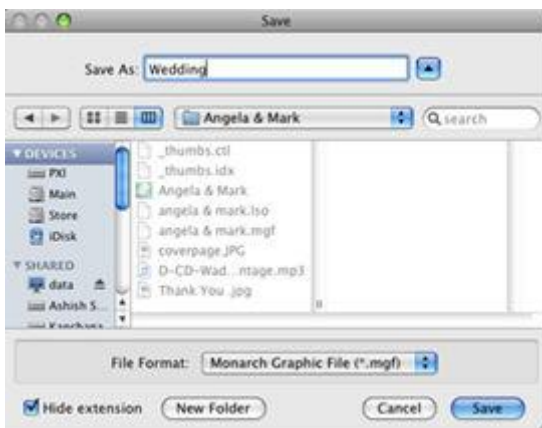 Save
Save As: Wedding
Angela & Mark
search
DEVICES
PXI
Main
Store
iDisk
SHARED
data
Ashish S...
_thumbs.ctl
_thumbs.idx
Angela & Mark
angela & mark.lso
angela & mark.mgf
coverpage.JPG
D-CD-Wad...ntage.mp3
Thank You .jpg
File Format: Monarch Graphic File (*.mgf)
Hide extension
New Folder
Cancel
Save